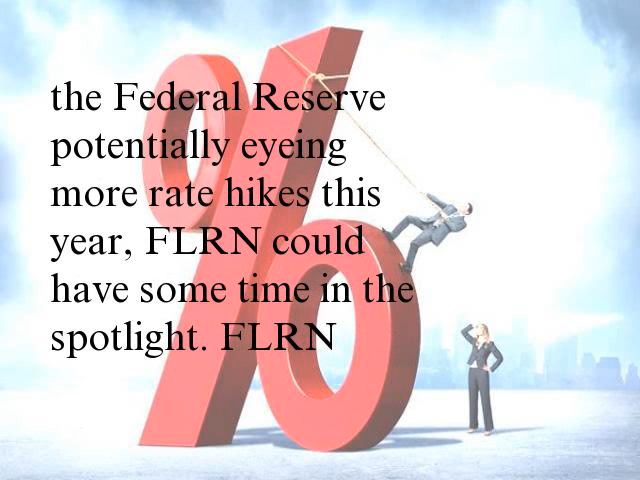 the Federal Reserve
potentially eyeing
more rate hikes this
year, FLRN could
have some time in the
spotlight. FLRN